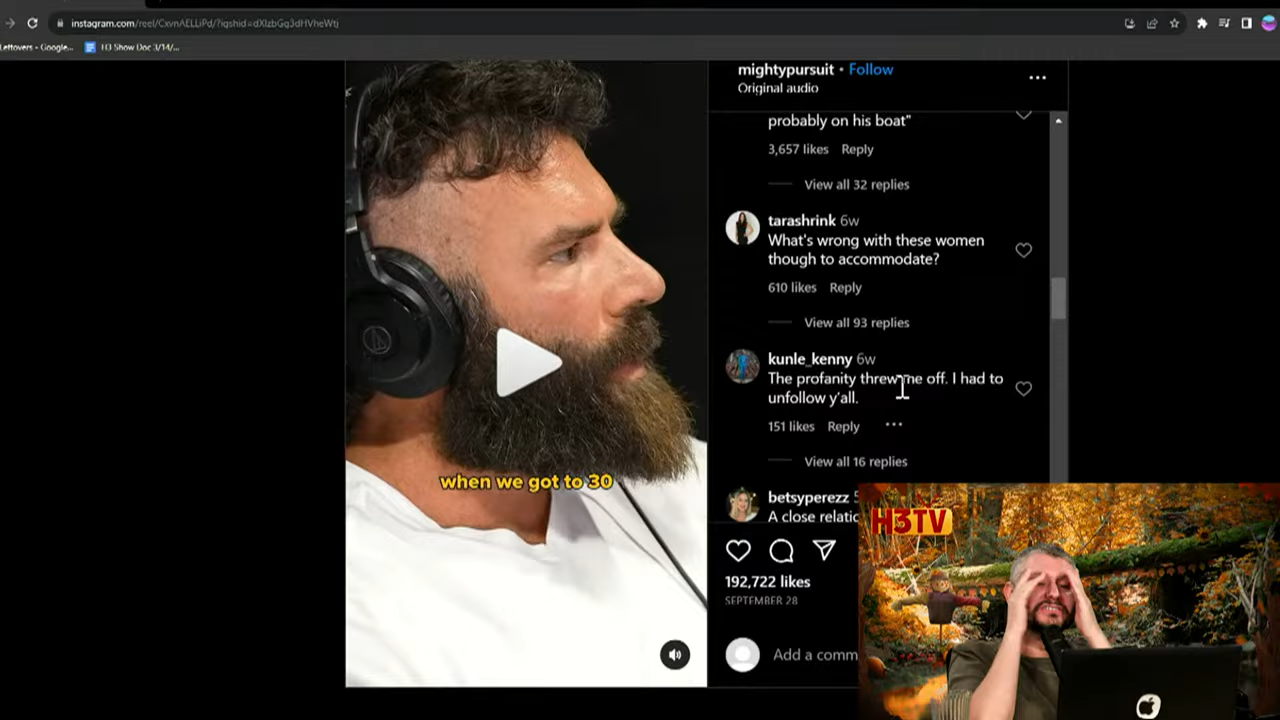 instagram.com/reel/CxvnAELLiPd/?igshid=dXlzbGg3dHVheWtj
Leftovers - Google...
H3 Show Doc 3/14/...
mightypursuit • Follow
Original audio
probably on his boat"
3,657 likes Reply
View all 32 replies
tarashrink 6w
What's wrong with these women
though to accommodate?
610 likes Reply
View all 93 replies
kunle_kenny 6w
The profanity threw me off. I had to
unfollow y'all.
151 likes Reply
View all 16 replies
betsyperezz
A close relatio
when we got to 30
H3TV
192,722 likes
SEPTEMBER 28
Add a comm